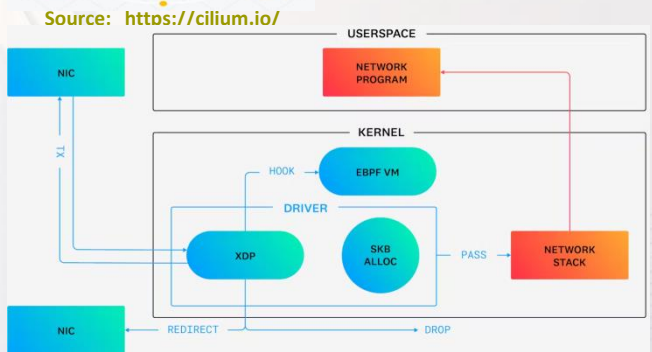 Source: https://cilium.io/
USERSPACE
NIC
NETWORK
PROGRAM
KERNEL
TX
HOOK
EBPF VM
DRIVER
XDP
SKB
ALLOC
PASS
NETWORK
STACK
NIC
REDIRECT
DROP